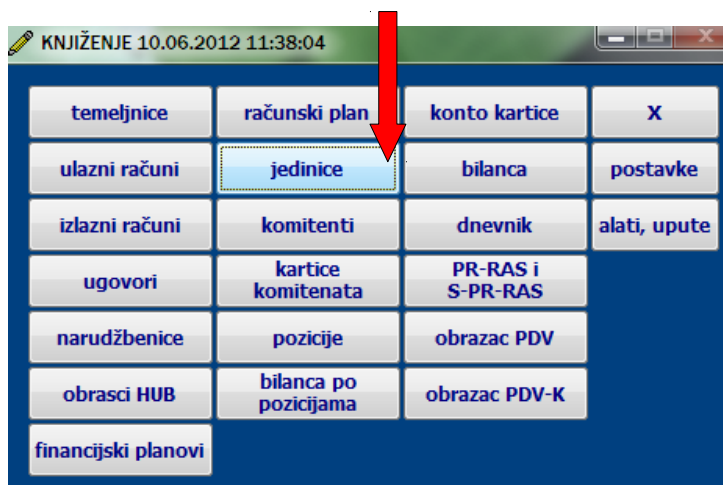 KNJIŽENJE 10.06.2012 11:38:04
temeljnice
računski plan
konto kartice
X
ulazni računi
jedinice
bilanca
postavke
izlazni računi
komitenti
dnevnik
alati, upute
ugovori
kartice
komitenata
PR-RAS i
S-PR-RAS
narudžbenice
pozicije
obrazac PDV
obrasci HUB
bilanca po
pozicijama
obrazac PDV-K
financijski planovi